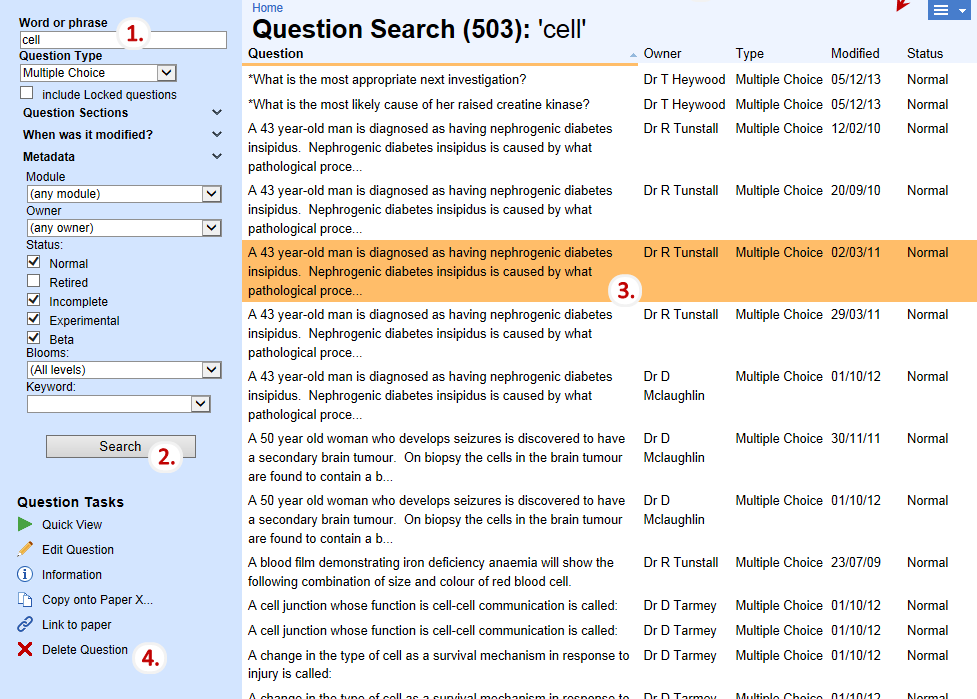 Word or phrase
1.
cell
Question Type
Multiple Choice
include Locked questions
Question Sections
When was it modified?
Metadata
Module
(any module)
Owner
(any owner)
Status:
Normal
Retired
Incomplete
Experimental
Beta
Blooms:
(All levels)
Keyword:
Search
2.
Question Tasks
Quick View
Edit Question
Information
Copy onto Paper X...
Link to paper
Delete Question
4.
Home
Question Search (503): 'cell'
Question Owner Type Modified Status
*What is the most appropriate next investigation? Dr T Heywood Multiple Choice 05/12/13 Normal
*What is the most likely cause of her raised creatine kinase? Dr T Heywood Multiple Choice 05/12/13 Normal
A 43 year-old man is diagnosed as having nephrogenic diabetes Dr R Tunstall Multiple Choice 12/02/10 Normal
insipidus. Nephrogenic diabetes insipidus is caused by what
pathological proce...
A 43 year-old man is diagnosed as having nephrogenic diabetes Dr R Tunstall Multiple Choice 20/09/10 Normal
insipidus. Nephrogenic diabetes insipidus is caused by what
pathological proce...
A 43 year-old man is diagnosed as having nephrogenic diabetes Dr R Tunstall Multiple Choice 02/03/11 Normal
insipidus. Nephrogenic diabetes insipidus is caused by what
pathological proce...
3.
A 43 year-old man is diagnosed as having nephrogenic diabetes Dr R Tunstall Multiple Choice 29/03/11 Normal
insipidus. Nephrogenic diabetes insipidus is caused by what
pathological proce...
A 43 year-old man is diagnosed as having nephrogenic diabetes Dr D Multiple Choice 01/10/12 Normal
insipidus. Nephrogenic diabetes insipidus is caused by what Mclaughlin
pathological proce...
A 50 year old woman who develops seizures is discovered to have Dr D Multiple Choice 30/11/11 Normal
a secondary brain tumour. On biopsy the cells in the brain tumour Mclaughlin
are found to contain a b...
A 50 year old woman who develops seizures is discovered to have Dr D Multiple Choice 01/10/12 Normal
a secondary brain tumour. On biopsy the cells in the brain tumour Mclaughlin
are found to contain a b...
A blood film demonstrating iron deficiency anaemia will show the Dr R Tunstall Multiple Choice 23/07/09 Normal
following combination of size and colour of red blood cell.
A cell junction whose function is cell-cell communication is called: Dr D Tarmey Multiple Choice 01/10/12 Normal
A cell junction whose function is cell-cell communication is called: Dr D Tarmey Multiple Choice 01/10/12 Normal
A change in the type of cell as a survival mechanism in response to Dr D Tarmey Multiple Choice 01/10/12 Normal
injury is called:
A change in the type of cell as a survival mechanism in response to Dr D Tarmey Multiple Choice 01/10/12 Normal